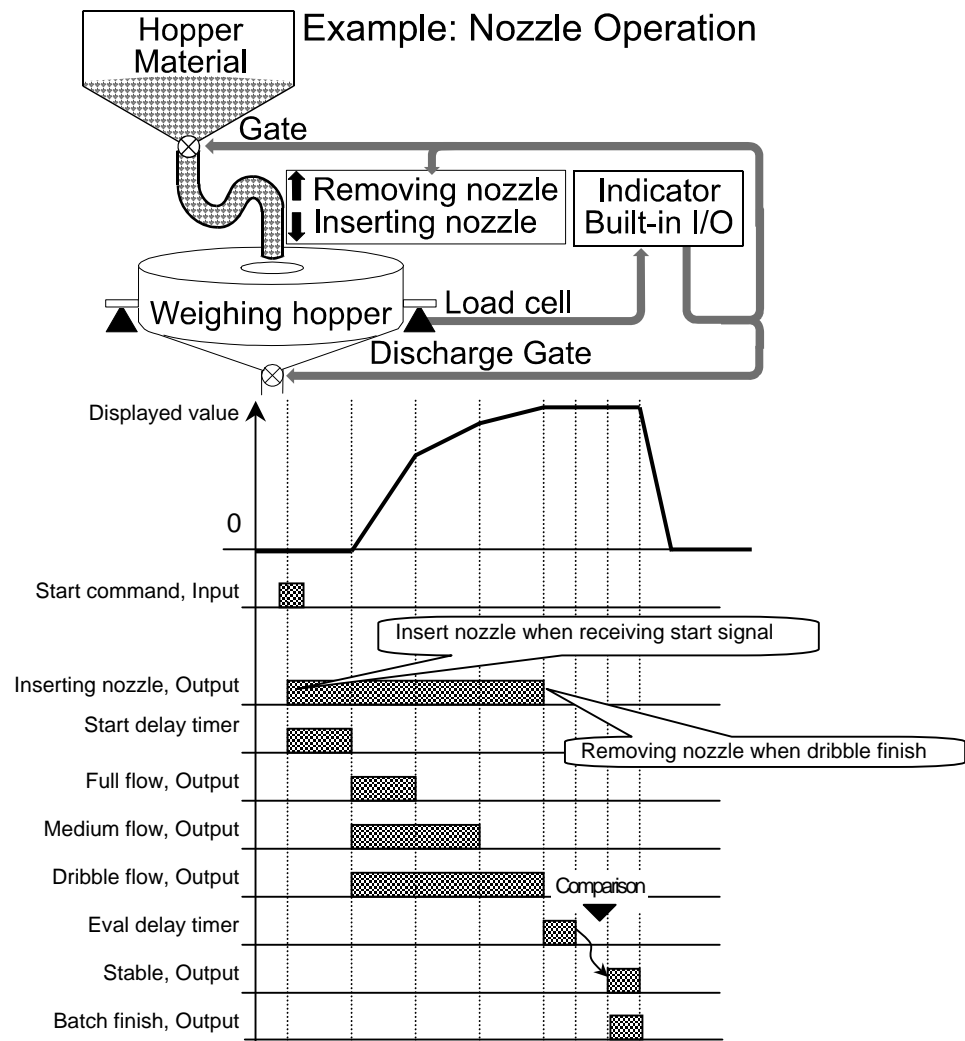 Hopper
Material
Example: Nozzle Operation
Gate
Removing nozzle
Inserting nozzle
Indicator
Built-in I/O
Weighing hopper
Load cell
Discharge Gate
Displayed value
0
Start command, Input
Insert nozzle when receiving start signal
Inserting nozzle, Output
Start delay timer
Removing nozzle when dribble finish
Full flow, Output
Medium flow, Output
Dribble flow, Output
Comparison
Eval delay timer
Stable, Output
Batch finish, Output